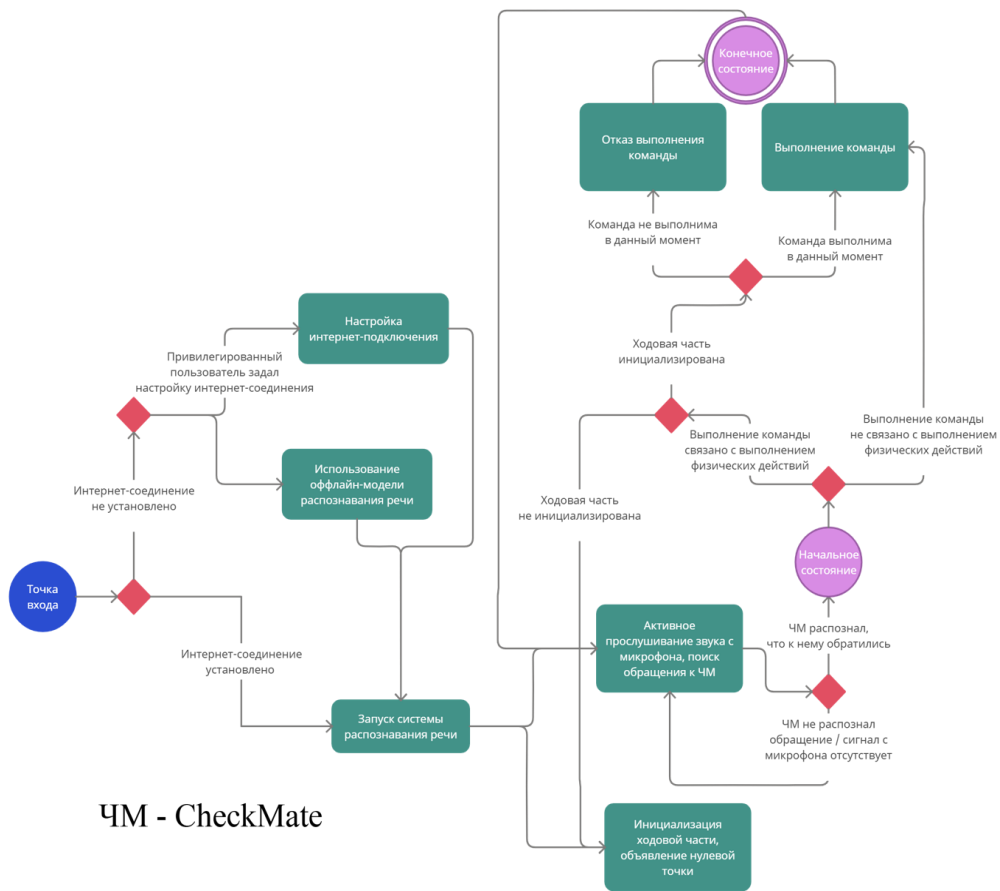 Конечное
состояние
Отказ выполнения
команды
Выполнение команды
Команда не выполнима
в данный момент
Команда выполнима
в данный момент
Настройка
интернет-подключения
Ходовая часть
инициализирована
Привилегированный
пользователь задал
настройку интернет-соединения
Выполнение команды
связано с выполнением
физических действий
Выполнение команды
не связано с выполнением
физических действий
Использование
оффлайн-модели
распознавания речи
Интернет-соединение
не установлено
Ходовая часть
не инициализирована
Начальное
состояние
Точка
входа
Активное
прослушивание звука с
микрофона, поиск
обращения к ЧМ
ЧМ распознал,
что к нему обратились
Интернет-соединение
установлено
Запуск системы
распознавания речи
ЧМ не распознал
обращение / сигнал с
микрофона отсутствует
ЧМ - CheckMate
Инициализация
ходовой части,
объявление нулевой
точки